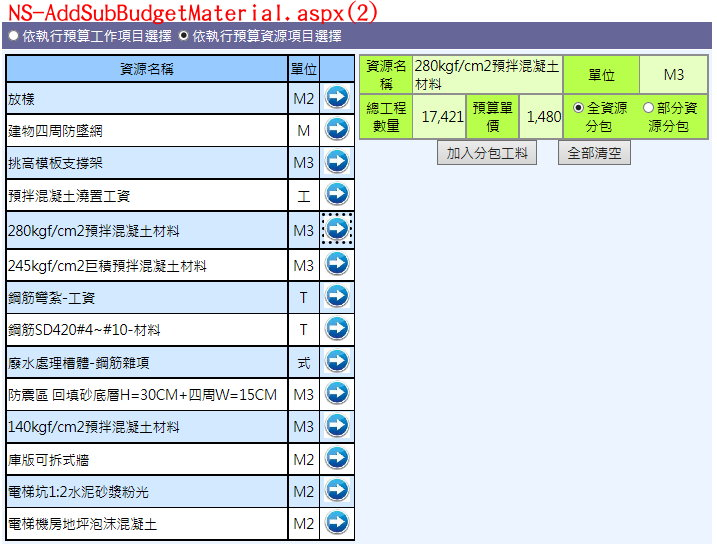 NS-AddSubBudgetMaterial.aspx(2)
依執行預算工作項目選擇 依執行預算資源項目選擇
資源名稱 單位
放樣 M2
建物四周防墜網 M
挑高模板支撐架 M3
預拌混凝土澆置工資 工
280kgf/cm2預拌混凝土材料 M3
245kgf/cm2巨積預拌混凝土材料 M3
鋼筋彎紮-工資 T
鋼筋SD420#4~#10-材料 T
廢水處理槽體-鋼筋雜項 式
防震區 回填砂底層H=30CM+四周W=15CM M3
140kgf/cm2預拌混凝土材料 M3
庫版可拆式牆 M2
電梯坑1:2水泥砂漿粉光 M2
電梯機房地坪泡沫混凝土 M2
資源名
稱
280kgf/cm2預拌混凝土
材料
單位 M3
總工程
數量
17,421
預算單
價
1,480
全資源
分包
部分資
源分包
加入分包工料 全部清空